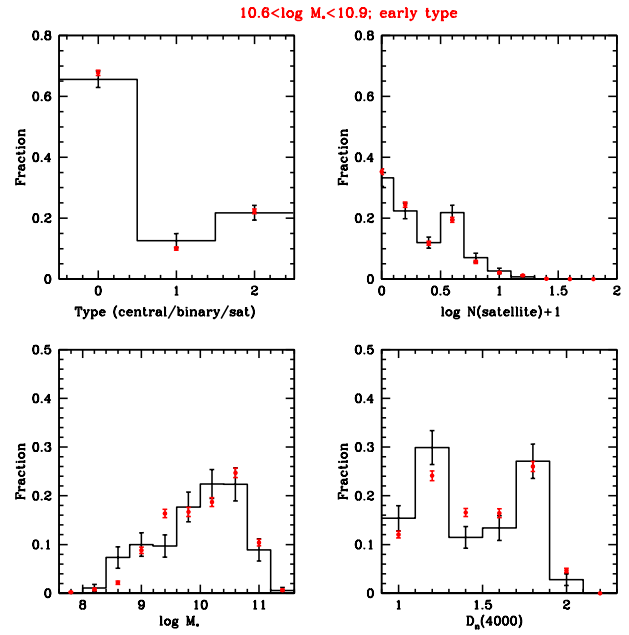 10.6<log M*<10.9; early type
0.8
0.6
0.4
0.2
0
Fraction
0 1 2
Type (central/binary/sat)
0.8
0.6
0.4
0.2
0
Fraction
0 0.5 1 1.5 2
log N(satellite)+1
0.5
0.4
0.3
0.2
0.1
0
Fraction
8 9 10 11
log M*
0.5
0.4
0.3
0.2
0.1
0
Fraction
1 1.5 2
Dn(4000)